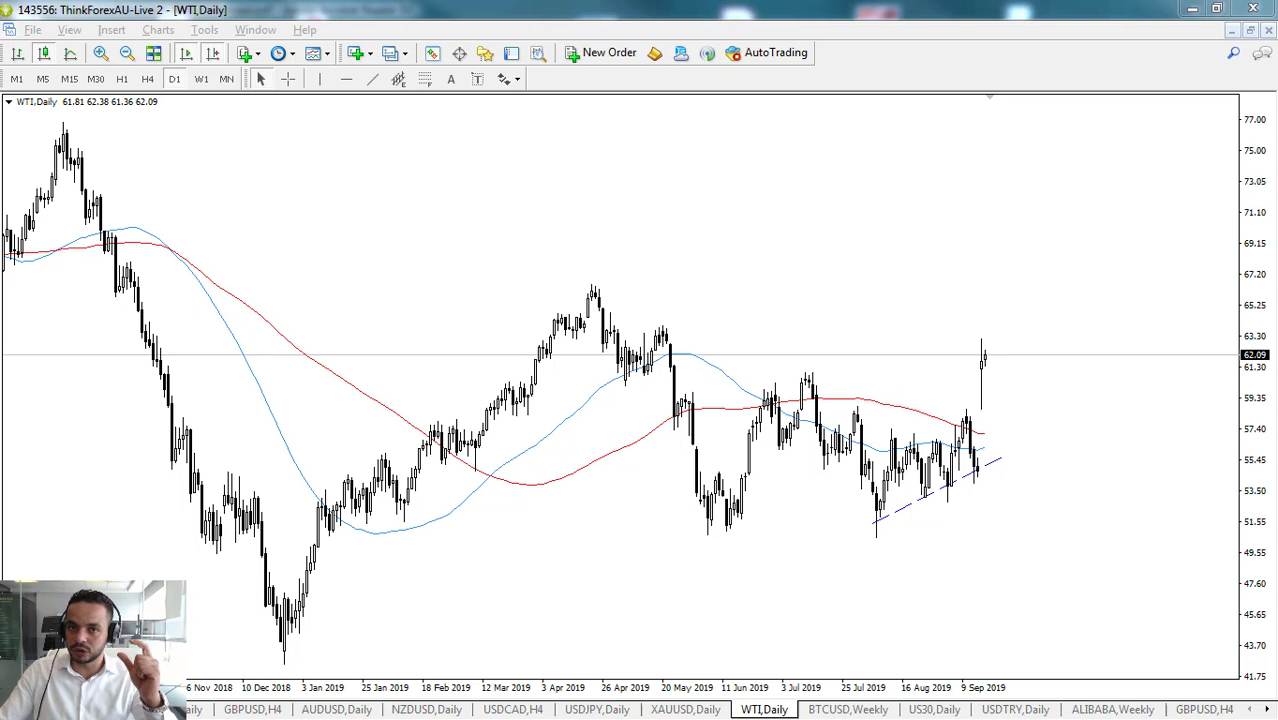 143556: ThinkForexAU-Live 2 - [WTI,Daily]
File View Insert Charts Tools Window Help
New Order AutoTrading
M1 M5 M15 M30 H1 H4 D1 W1 MN A T
WTI,Daily 61.81 62.38 61.36 62.09
77.00
75.00
73.05
71.10
69.15
67.20
65.25
63.30
62.09
61.30
59.35
57.40
55.45
53.50
51.55
49.55
47.60
45.65
43.70
41.75
6 Nov 2018 10 Dec 2018 3 Jan 2019 25 Jan 2019 18 Feb 2019 12 Mar 2019 3 Apr 2019 26 Apr 2019 20 May 2019 11 Jun 2019 3 Jul 2019 25 Jul 2019 16 Aug 2019 9 Sep 2019
GBPUSD,H4 AUDUSD,Daily NZDUSD,Daily USDCAD,H4 USDJPY,Daily XAUUSD,Daily WTI,Daily BTCUSD,Weekly US30,Daily USDTRY,Daily ALIBABA,Weekly GBPUSD,H4